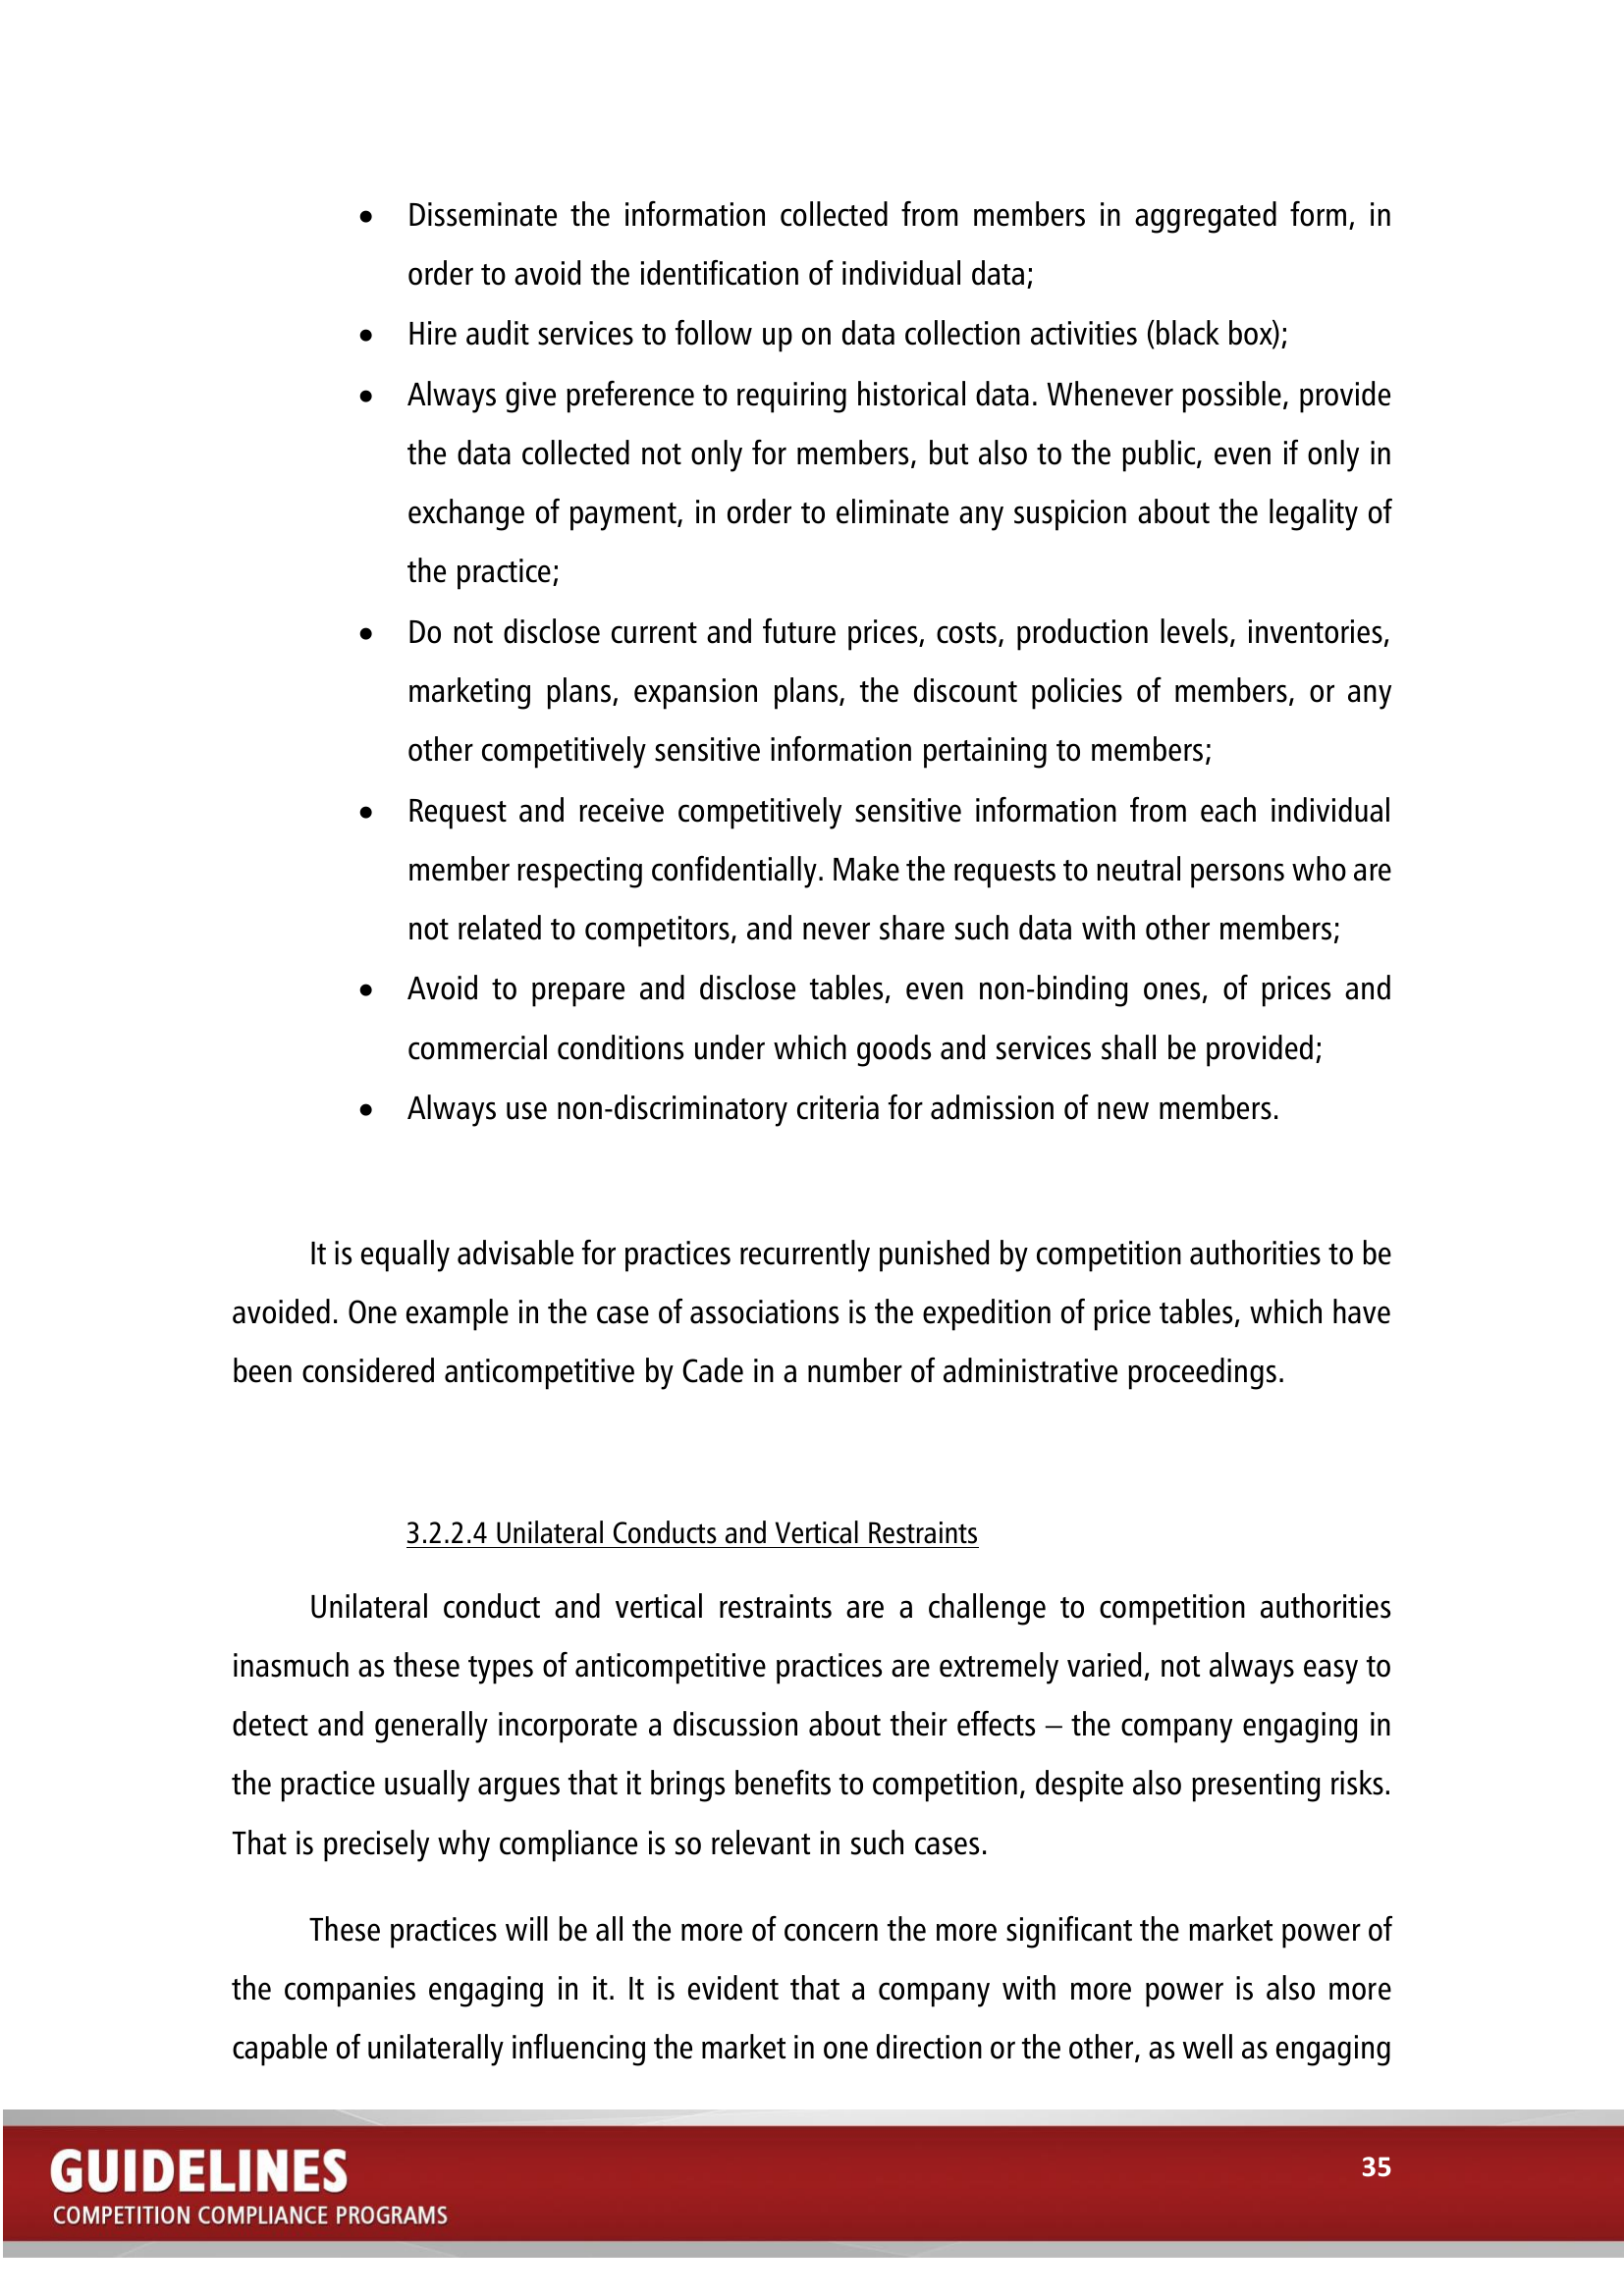 • Disseminate the information collected from members in aggregated form, in
order to avoid the identification of individual data;
• Hire audit services to follow up on data collection activities (black box);
• Always give preference to requiring historical data. Whenever possible, provide
the data collected not only for members, but also to the public, even if only in
exchange of payment, in order to eliminate any suspicion about the legality of
the practice;
• Do not disclose current and future prices, costs, production levels, inventories,
marketing plans, expansion plans, the discount policies of members, or any
other competitively sensitive information pertaining to members;
• Request and receive competitively sensitive information from each individual
member respecting confidentially. Make the requests to neutral persons who are
not related to competitors, and never share such data with other members;
• Avoid to prepare and disclose tables, even non-binding ones, of prices and
commercial conditions under which goods and services shall be provided;
• Always use non-discriminatory criteria for admission of new members.
It is equally advisable for practices recurrently punished by competition authorities to be
avoided. One example in the case of associations is the expedition of price tables, which have
been considered anticompetitive by Cade in a number of administrative proceedings.
3.2.2.4 Unilateral Conducts and Vertical Restraints
Unilateral conduct and vertical restraints are a challenge to competition authorities
inasmuch as these types of anticompetitive practices are extremely varied, not always easy to
detect and generally incorporate a discussion about their effects – the company engaging in
the practice usually argues that it brings benefits to competition, despite also presenting risks.
That is precisely why compliance is so relevant in such cases.
These practices will be all the more of concern the more significant the market power of
the companies engaging in it. It is evident that a company with more power is also more
capable of unilaterally influencing the market in one direction or the other, as well as engaging
GUIDELINES
COMPETITION COMPLIANCE PROGRAMS
35